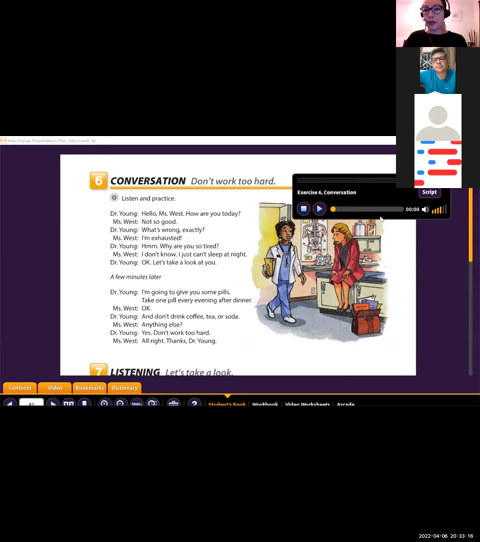 Interchange Presentation Plus, Intro Level, 4e
6 CONVERSATION Don't work too hard.
Listen and practice.
Dr. Young: Hello, Ms. West. How are you today?
Ms. West: Not so good.
Dr. Young: What's wrong, exactly?
Ms. West: I'm exhausted!
Dr. Young: Hmm. Why are you so tired?
Ms. West: I don't know. I just can't sleep at night.
Dr. Young: OK. Let's take a look at you.
A few minutes later
Dr. Young: I'm going to give you some pills.
Take one pill every evening after dinner.
Ms. West: OK.
Dr. Young: And don't drink coffee, tea, or soda.
Ms. West: Anything else?
Dr. Young: Yes. Don't work too hard.
Ms. West: All right. Thanks, Dr. Young.
7 LISTENING Let's take a look.
Script
Exercise 6, Conversation
00:00
Contents Video Bookmarks Dictionary
Student's Book Workbook Video Worksheets Arcade
2022-04-06 20:33:16